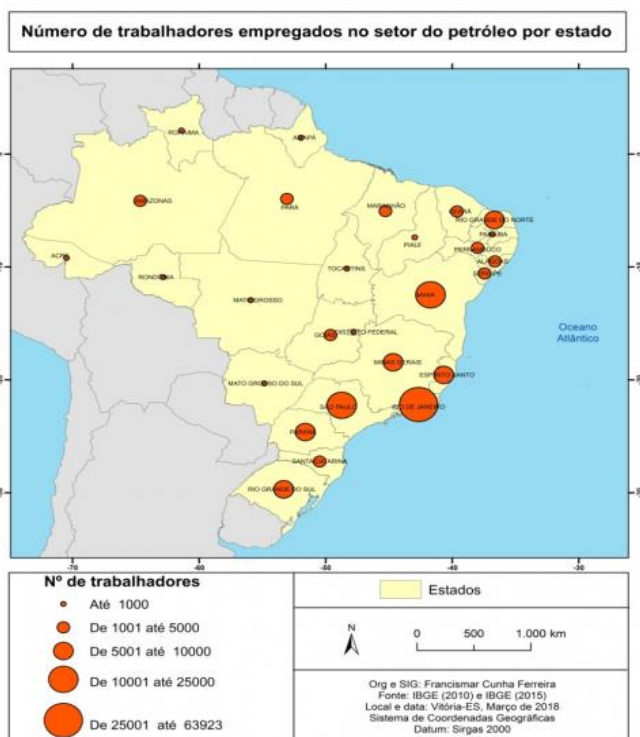 Número de trabalhadores empregados no setor do petróleo por estado
RORAIMA
AMAPÁ
AMAZONAS
PARÁ
MARANHÃO
CEARÁ
RIO GRANDE DO NORTE
PIAUÍ
PARAÍBA
PERNAMBUCO
ACRE
ALAGOAS
RONDÔNIA
TOCANTINS
SERGIPE
BAHIA
MATO GROSSO
Oceano
Atlântico
GOIÁS
DISTRITO FEDERAL
MINAS GERAIS
ESPÍRITO SANTO
MATO GROSSO DO SUL
SÃO PAULO
RIO DE JANEIRO
PARANÁ
SANTA CATARINA
RIO GRANDE DO SUL
-70
-60
-50
-40
-30
Nº de trabalhadores
Até 1000
De 1001 até 5000
De 5001 até 10000
De 10001 até 25000
De 25001 até 63923
Estados
N
0 500 1.000 km
Org e SIG: Francismar Cunha Ferreira
Fonte: IBGE (2010) e IBGE (2015)
Local e data: Vitória-ES, Março de 2018
Sistema de Coordenadas Geográficas
Datum: Sirgas 2000